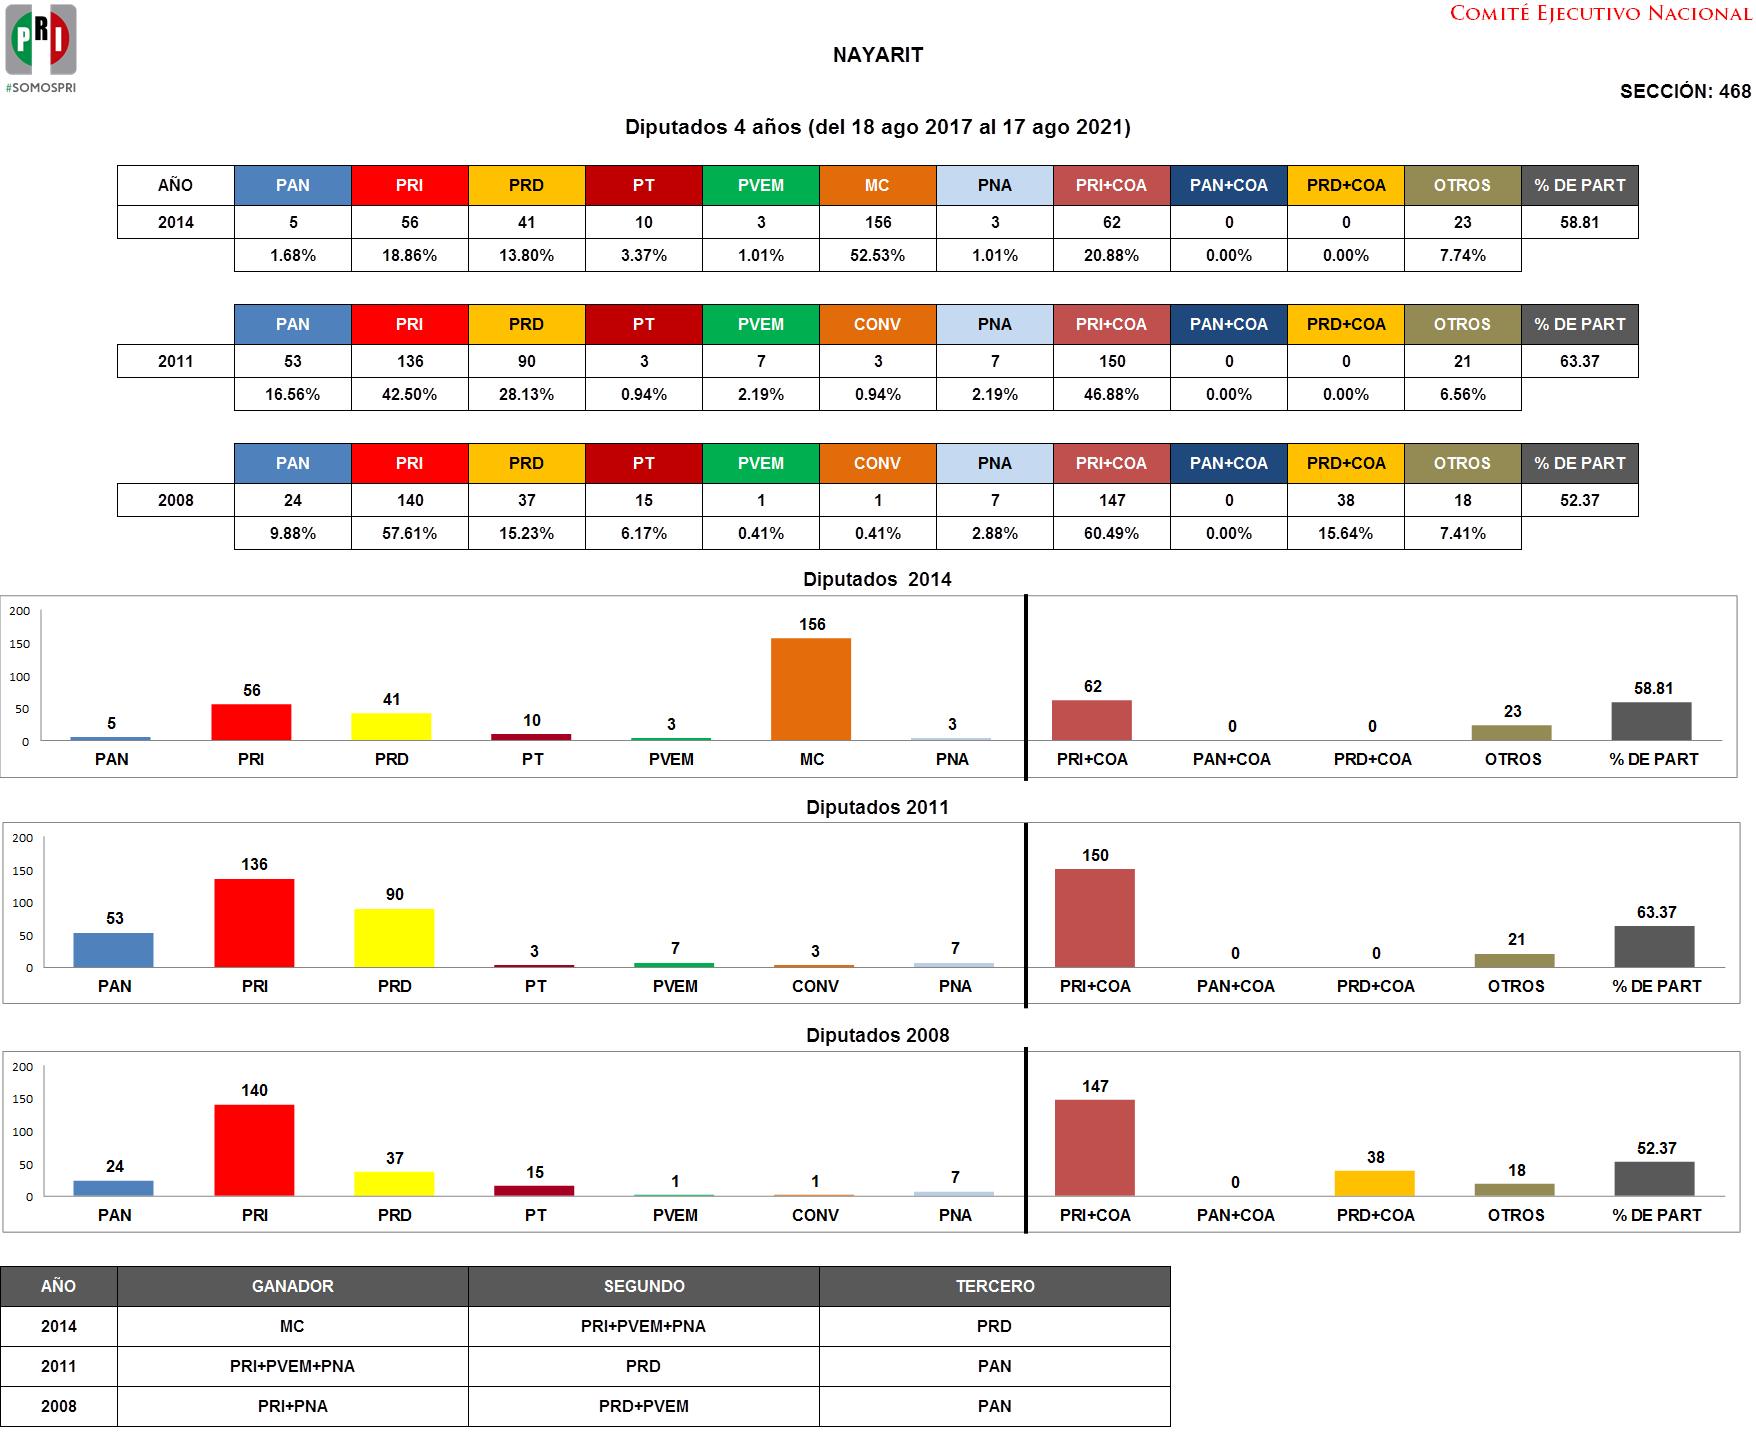 PRI
#SOMOSPRI
COMITÉ EJECUTIVO NACIONAL
NAYARIT
SECCIÓN: 468
Diputados 4 años (del 18 ago 2017 al 17 ago 2021)
AÑO PAN PRI PRD PT PVEM MC PNA PRI+COA PAN+COA PRD+COA OTROS % DE PART
2014 5 56 41 10 3 156 3 62 0 0 23 58.81
1.68% 18.86% 13.80% 3.37% 1.01% 52.53% 1.01% 20.88% 0.00% 0.00% 7.74%
PAN PRI PRD PT PVEM CONV PNA PRI+COA PAN+COA PRD+COA OTROS % DE PART
2011 53 136 90 3 7 3 7 150 0 0 21 63.37
16.56% 42.50% 28.13% 0.94% 2.19% 0.94% 2.19% 46.88% 0.00% 0.00% 6.56%
PAN PRI PRD PT PVEM CONV PNA PRI+COA PAN+COA PRD+COA OTROS % DE PART
2008 24 140 37 15 1 1 7 147 0 38 18 52.37
9.88% 57.61% 15.23% 6.17% 0.41% 0.41% 2.88% 60.49% 0.00% 15.64% 7.41%
Diputados 2014
200
150
100
50
0
5 56 41 10 3 156 3 62 0 0 23 58.81
PAN PRI PRD PT PVEM MC PNA PRI+COA PAN+COA PRD+COA OTROS % DE PART
Diputados 2011
200
150
100
50
0
53 136 90 3 7 3 7 150 0 0 21 63.37
PAN PRI PRD PT PVEM CONV PNA PRI+COA PAN+COA PRD+COA OTROS % DE PART
Diputados 2008
200
150
100
50
0
24 140 37 15 1 1 7 147 0 38 18 52.37
PAN PRI PRD PT PVEM CONV PNA PRI+COA PAN+COA PRD+COA OTROS % DE PART
AÑO GANADOR SEGUNDO TERCERO
2014 MC PRI+PVEM+PNA PRD
2011 PRI+PVEM+PNA PRD PAN
2008 PRI+PNA PRD+PVEM PAN